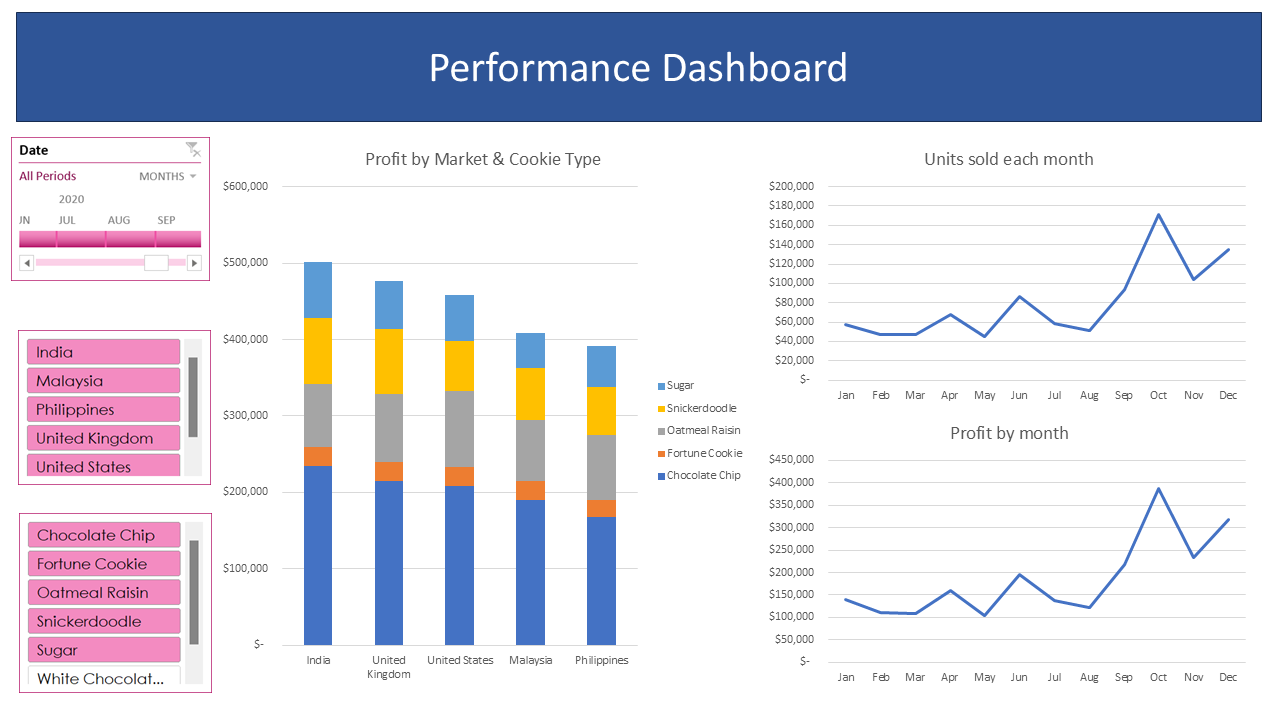 Performance Dashboard
Date
All Periods MONTHS
2020
JN JUL AUG SEP
India
Malaysia
Philippines
United Kingdom
United States
Chocolate Chip
Fortune Cookie
Oatmeal Raisin
Snickerdoodle
Sugar
White Chocolat...
Profit by Market & Cookie Type
$600,000
$500,000
$400,000
$300,000
$200,000
$100,000
$-
India United Kingdom United States Malaysia Philippines
Sugar
Snickerdoodle
Oatmeal Raisin
Fortune Cookie
Chocolate Chip
Units sold each month
$200,000
$180,000
$160,000
$140,000
$120,000
$100,000
$80,000
$60,000
$40,000
$20,000
$-
Jan Feb Mar Apr May Jun Jul Aug Sep Oct Nov Dec
Profit by month
$450,000
$400,000
$350,000
$300,000
$250,000
$200,000
$150,000
$100,000
$50,000
$-
Jan Feb Mar Apr May Jun Jul Aug Sep Oct Nov Dec